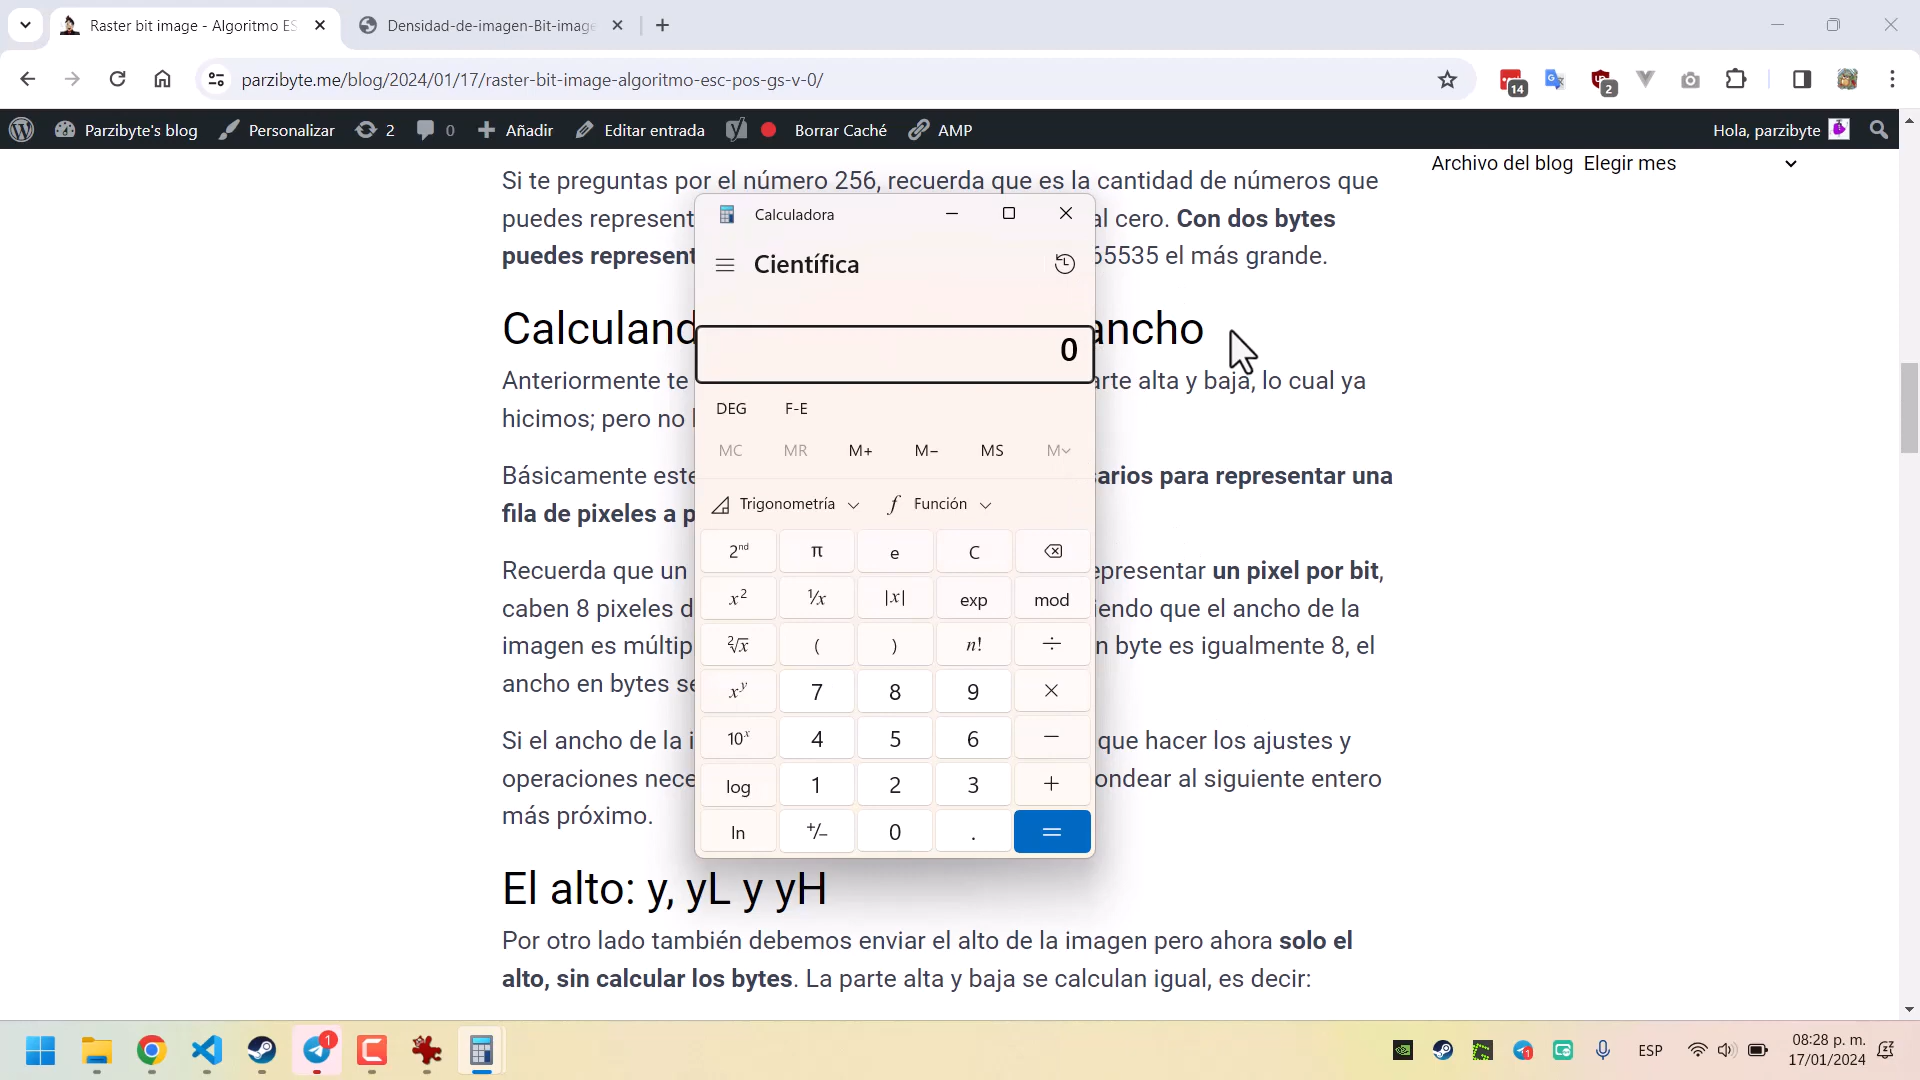 Raster bit image - Algoritmo ES
Densidad-de-imagen-Bit-image
parzibyte.me/blog/2024/01/17/raster-bit-image-algoritmo-esc-pos-gs-v-0/
14
2
Parzibyte's blog
Personalizar
2
0
Añadir
Editar entrada
Borrar Caché
AMP
Hola, parzibyte
Archivo del blog Elegir mes
Si te preguntas por el número 256, recuerda que es la cantidad de números que
puedes represent al cero. Con dos bytes
puedes represent 65535 el más grande.
Calculand ancho
Anteriormente te arte alta y baja, lo cual ya
hicimos; pero no
Básicamente este sarios para representar una
fila de pixeles a p
Recuerda que un epresentar un pixel por bit,
caben 8 pixeles d iendo que el ancho de la
imagen es múltip n byte es igualmente 8, el
ancho en bytes se
Si el ancho de la i que hacer los ajustes y
operaciones nece ondear al siguiente entero
más próximo.
El alto: y, yL y yH
Por otro lado también debemos enviar el alto de la imagen pero ahora solo el
alto, sin calcular los bytes. La parte alta y baja se calculan igual, es decir:
Calculadora
Científica
0
DEG F-E
MC MR M+ M− MS M
Trigonometría Función
2nd π e C
x2 1/x |x| exp mod
2√x ( ) n! ÷
xy 7 8 9 ×
10x 4 5 6 −
log 1 2 3 +
ln +/− 0 . =
1
1
ESP
08:28 p. m.
17/01/2024